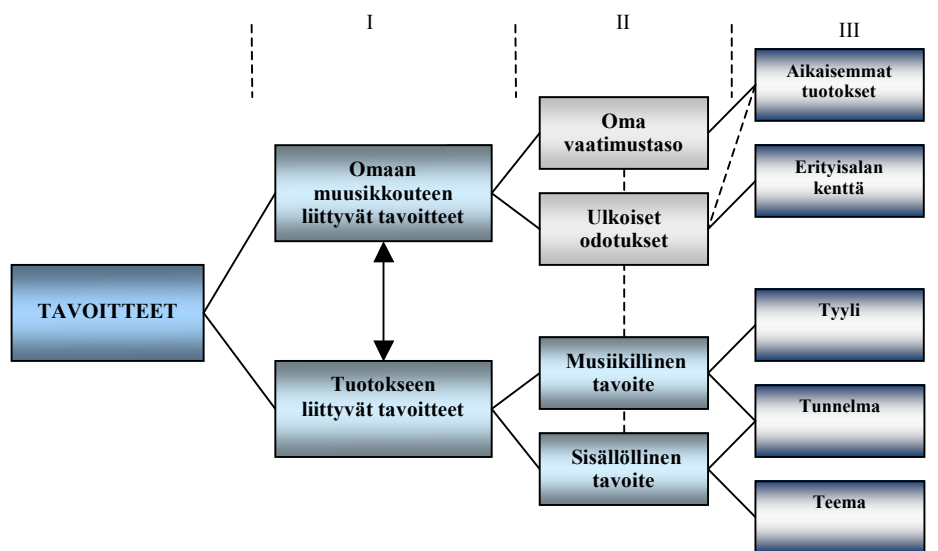 I
II
III
TAVOITTEET
Omaan
muusikkouteen
liittyvät tavoitteet
Tuotokseen
liittyvät tavoitteet
Oma
vaatimustaso
Ulkoiset
odotukset
Musiikillinen
tavoite
Sisällöllinen
tavoite
Aikaisemmat
tuotokset
Erityisalan
kenttä
Tyyli
Tunnelma
Teema